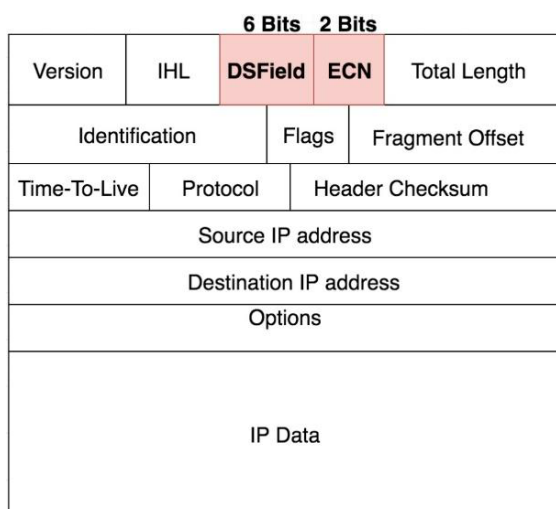 6 Bits 2 Bits
Version IHL DSField ECN Total Length
Identification Flags Fragment Offset
Time-To-Live Protocol Header Checksum
Source IP address
Destination IP address
Options
IP Data